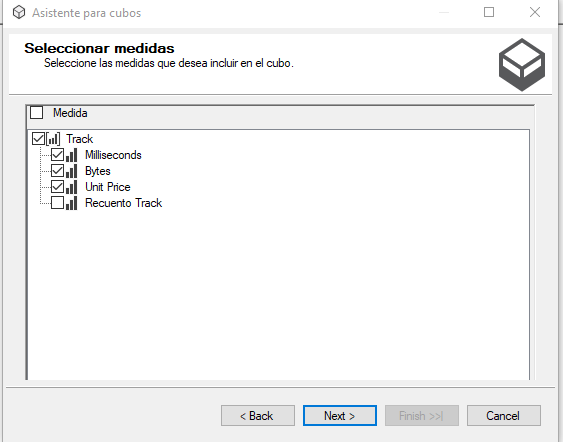 Asistente para cubos
Seleccionar medidas
Seleccione las medidas que desea incluir en el cubo.
Medida
Track
Milliseconds
Bytes
Unit Price
Recuento Track
< Back
Next >
Finish >>|
Cancel